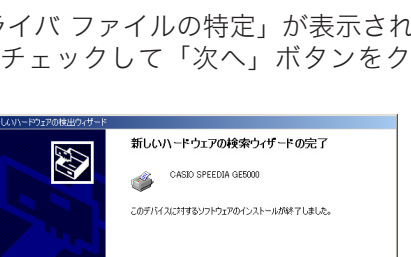 ライバ ファイルの特定」が表示され
チェックして「次へ」ボタンをク
しいハードウェアの検出ウィザード
新しいハードウェアの検索ウィザードの完了
CASIO SPEEDIA GE5000
このデバイスに対するソフトウェアのインストールが終了しました。